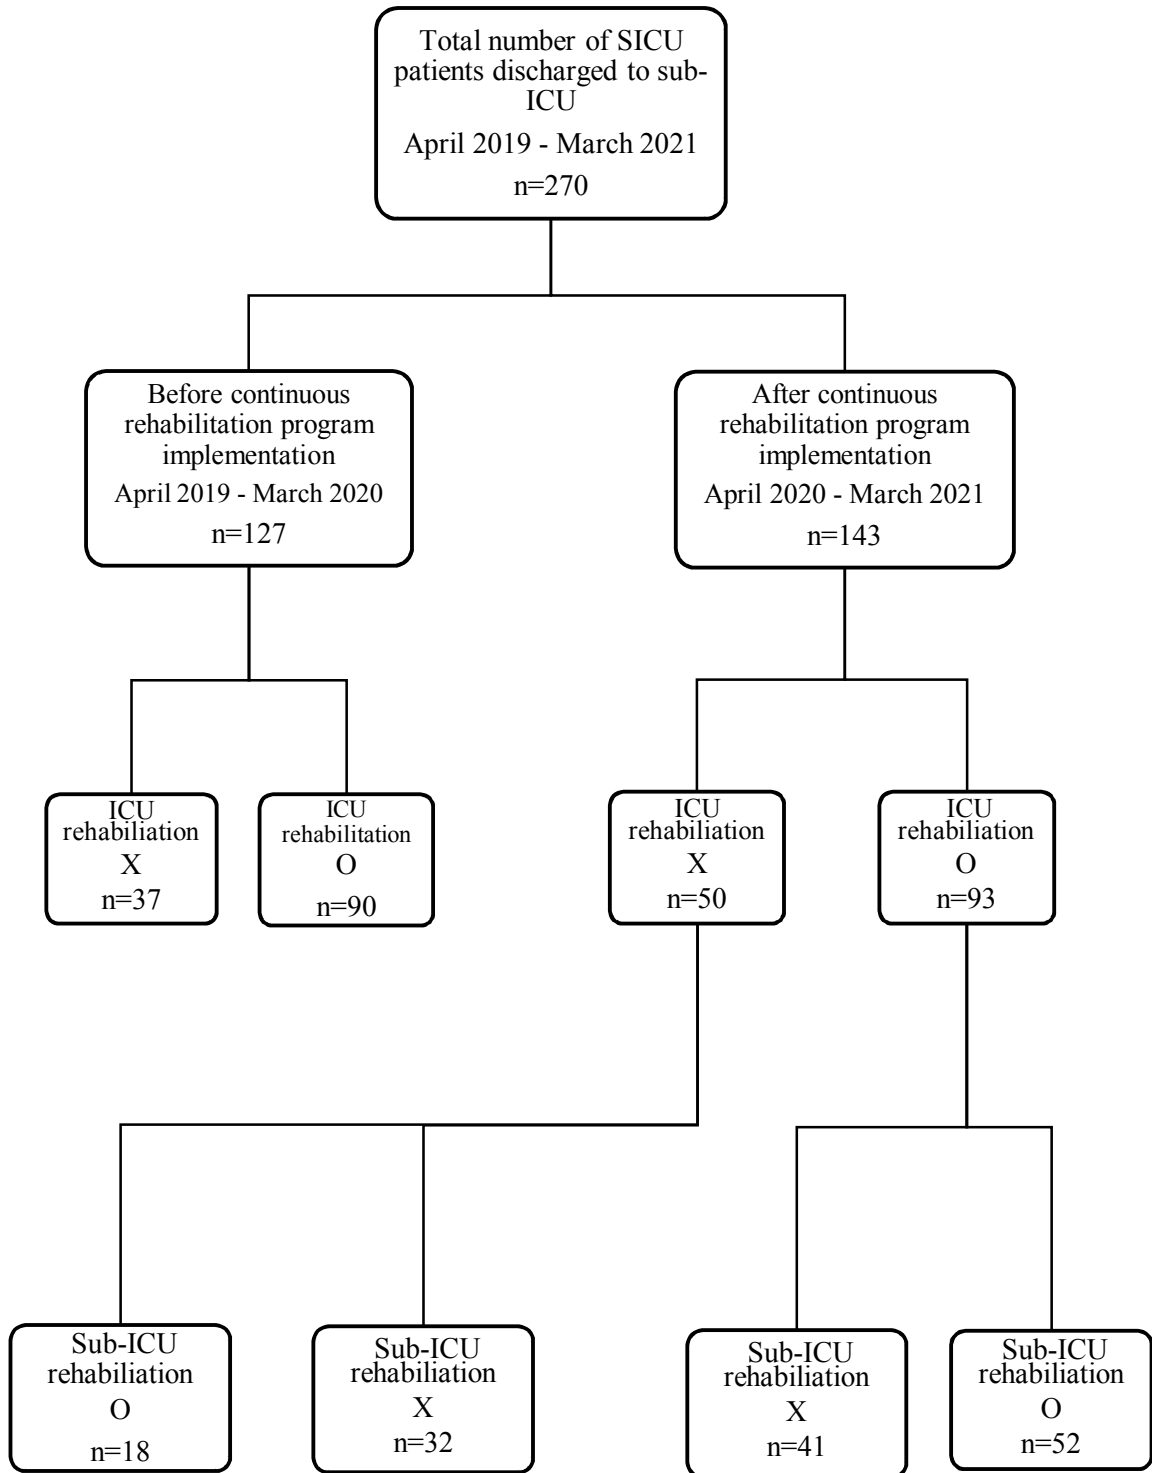 Total number of SICU
patients discharged to sub-
ICU
April 2019 - March 2021
n=270
Before continuous
rehabilitation program
implementation
April 2019 - March 2020
n=127
After continuous
rehabilitation program
implementation
April 2020 - March 2021
n=143
ICU
rehabiliation
X
n=37
ICU
rehabilitation
O
n=90
ICU
rehabiliation
X
n=50
ICU
rehabiliation
O
n=93
Sub-ICU
rehabiliation
O
n=18
Sub-ICU
rehabiliation
X
n=32
Sub-ICU
rehabiliation
X
n=41
Sub-ICU
rehabiliation
O
n=52